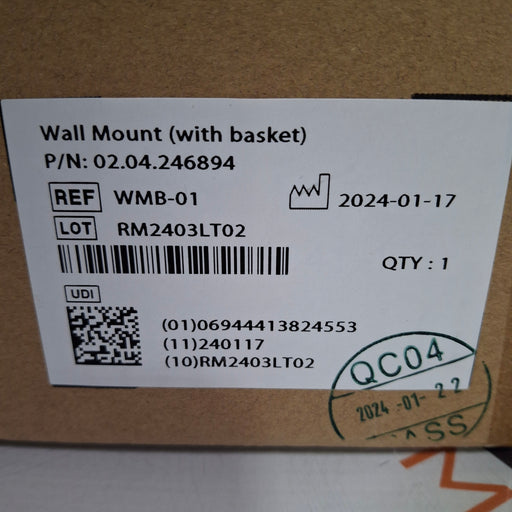 Wall Mount (with basket)
P/N: 02.04.246894
REF WMB-01
2024-01-17
LOT RM2403LT02
QTY : 1
UDI
(01)06944413824553
(11)240117
(10)RM2403LT02
QC04
2024-01-22